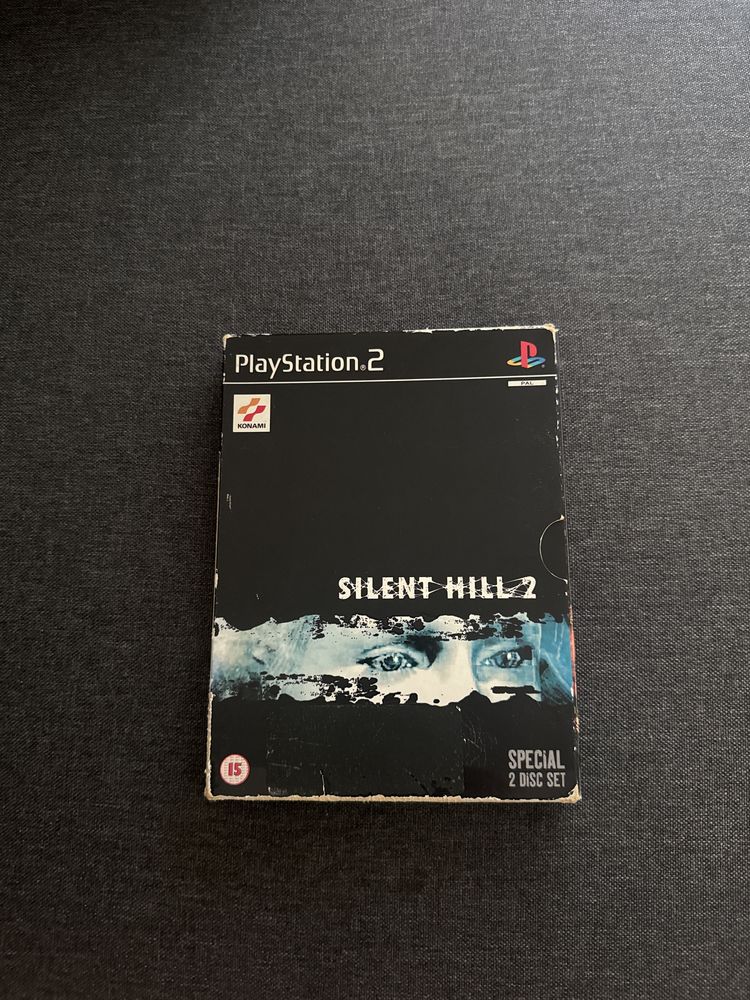 PlayStation®2
PAL
KONAMI
SILENT HILL 2
15
SPECIAL
2 DISC SET